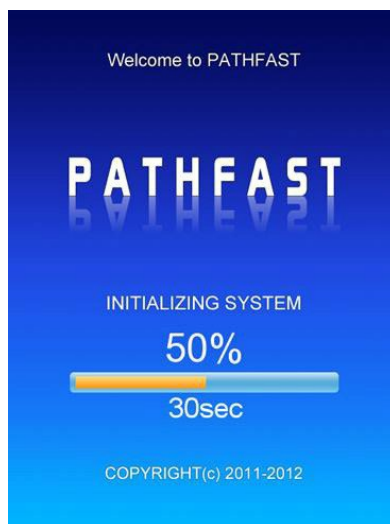 Welcome to PATHFAST
PATHFAST
INITIALIZING SYSTEM
50%
30sec
COPYRIGHT(c) 2011-2012